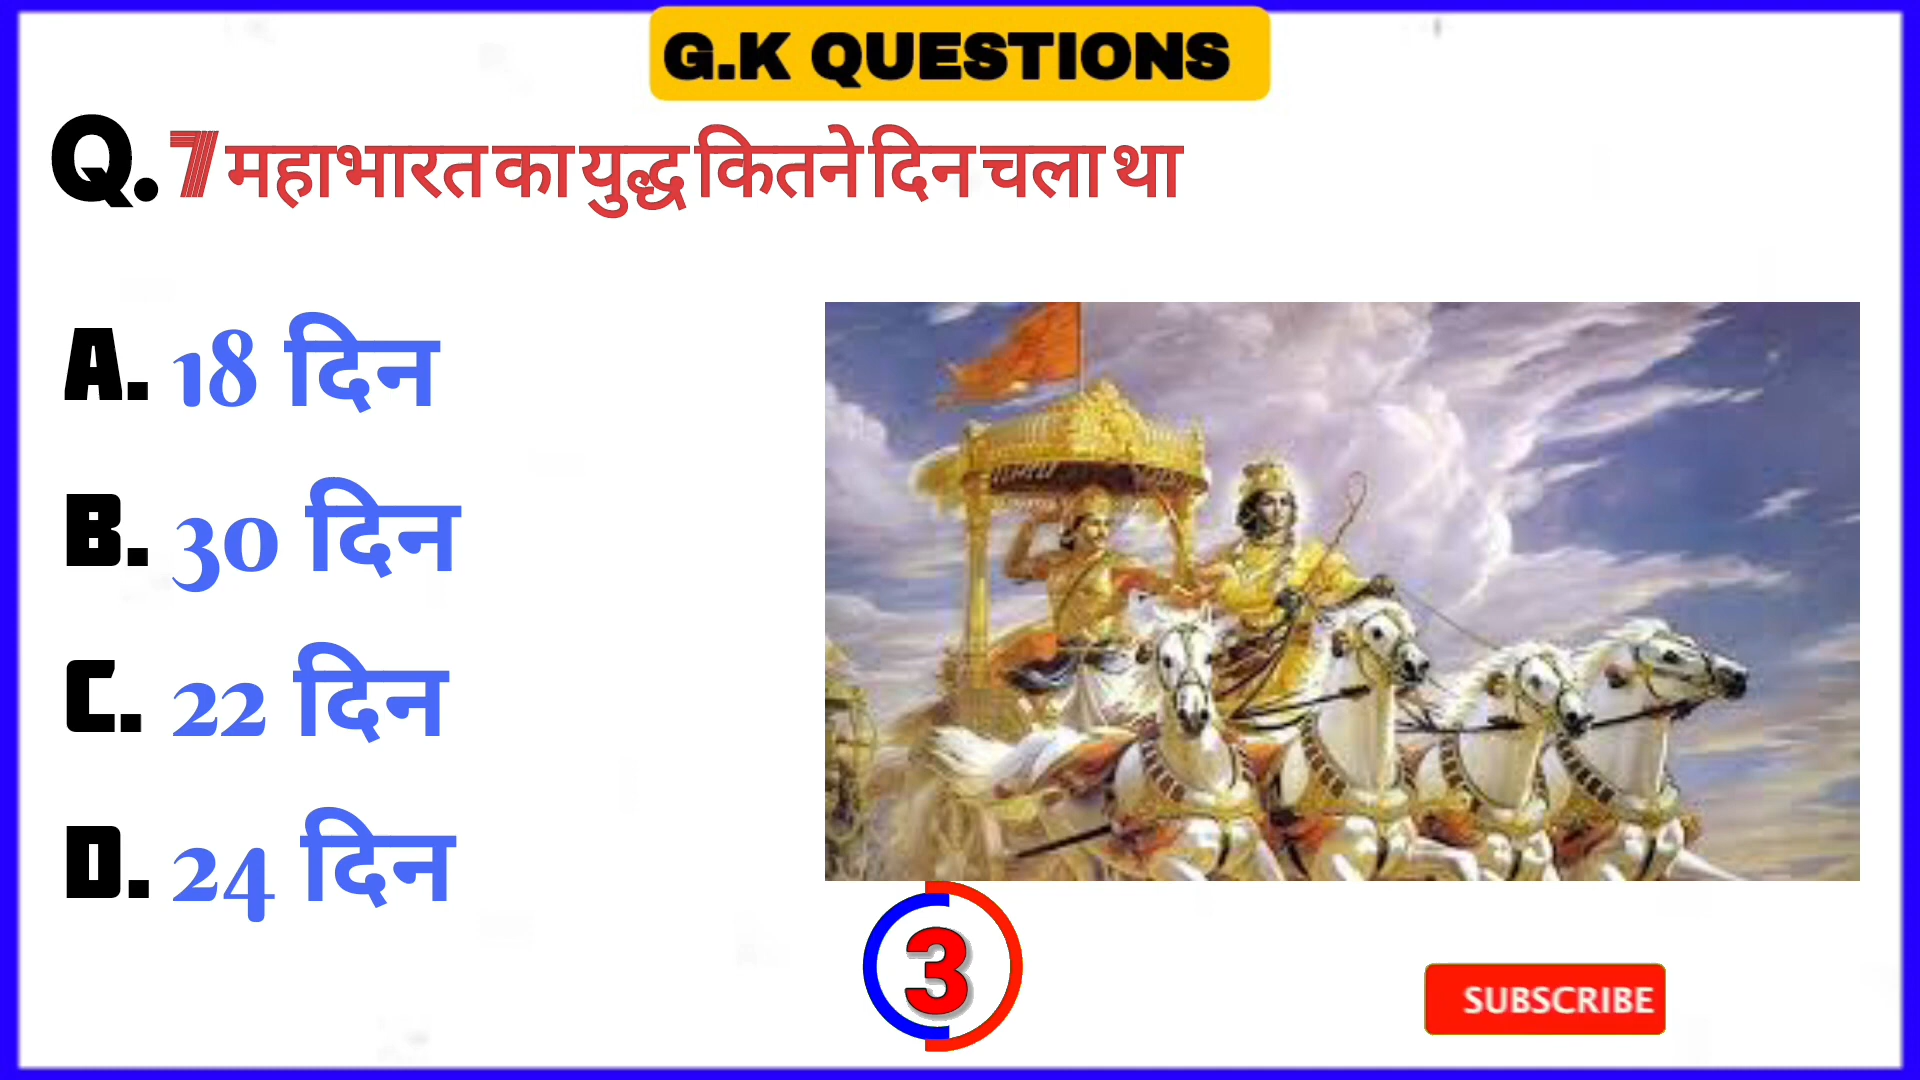 G.K QUESTIONS
Q. 7 महाभारत का युद्ध कितने दिन चला था
A. 18 दिन
B. 30 दिन
C. 22 दिन
D. 24 दिन
3
SUBSCRIBE